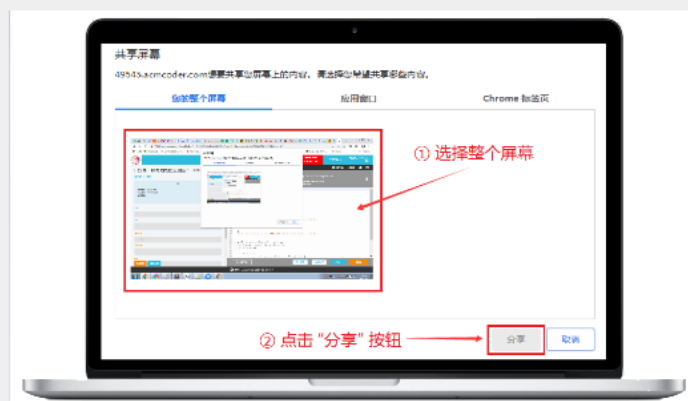 共享屏幕
49545.acmcoder.com想要共享您屏幕上的内容。请选择您希望共享哪些内容。
您的整个屏幕
应用窗口
Chrome 标签页
① 选择整个屏幕
② 点击 "分享" 按钮
分享
取消